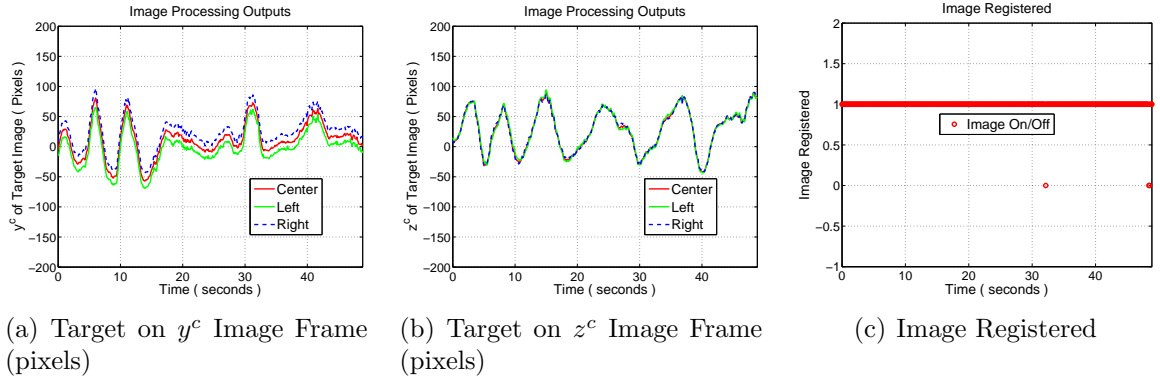 Image Processing Outputs
200
150
100
50
0
−50
−100
−150
−200
y^c of Target Image ( Pixels )
Center
Left
Right
0 10 20 30 40
Time ( seconds )
(a) Target on y^c Image Frame
(pixels)
Image Processing Outputs
200
150
100
50
0
−50
−100
−150
−200
z^c of Target Image ( Pixels )
Center
Left
Right
0 10 20 30 40
Time ( seconds )
(b) Target on z^c Image Frame
(pixels)
Image Registered
2
1.5
1
0.5
0
−0.5
−1
Image Registered
Image On/Off
0 10 20 30 40
Time ( seconds )
(c) Image Registered